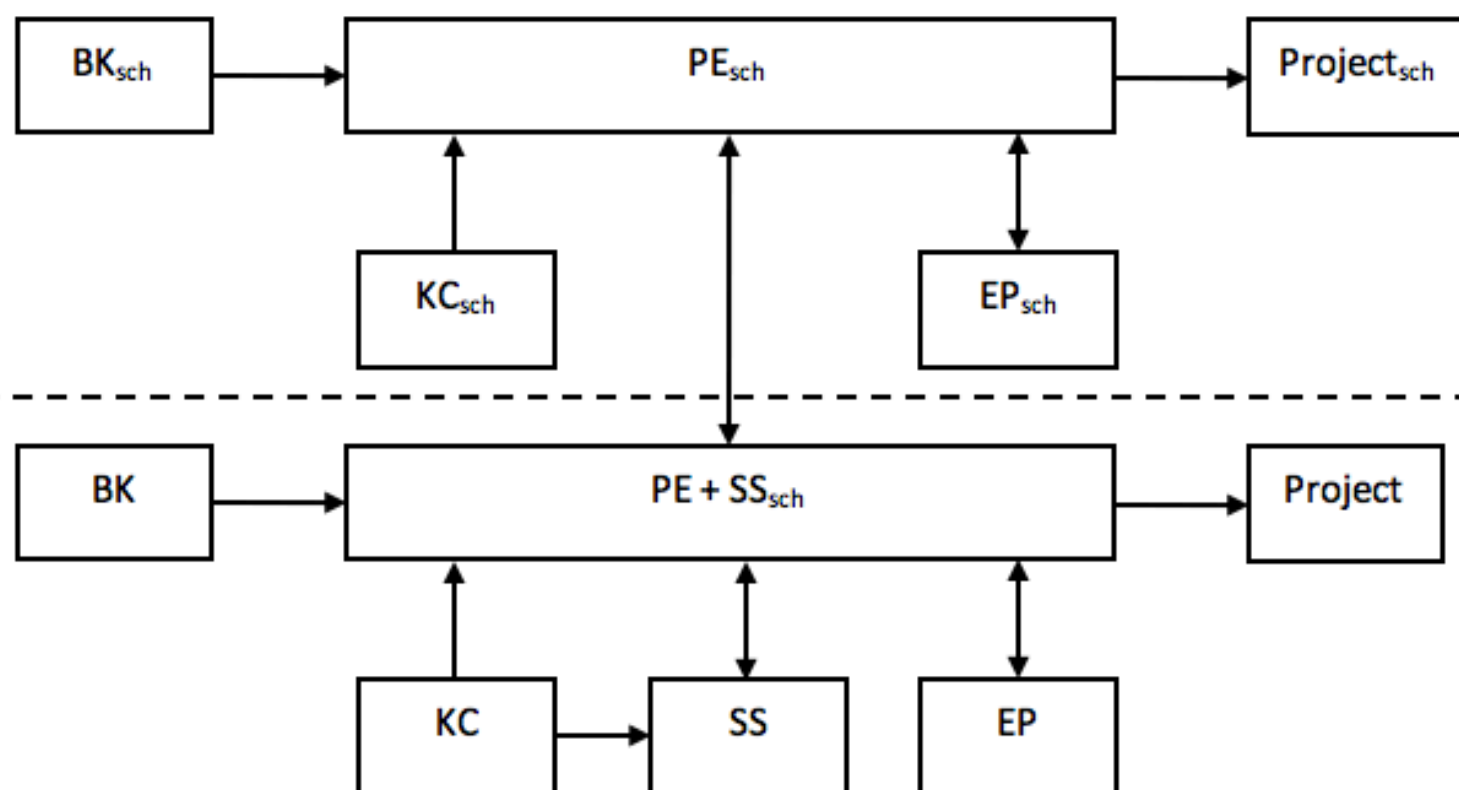 BKsch
PEsch
Projectsch
KCsch
EPsch
BK
PE + SSsch
Project
KC
SS
EP